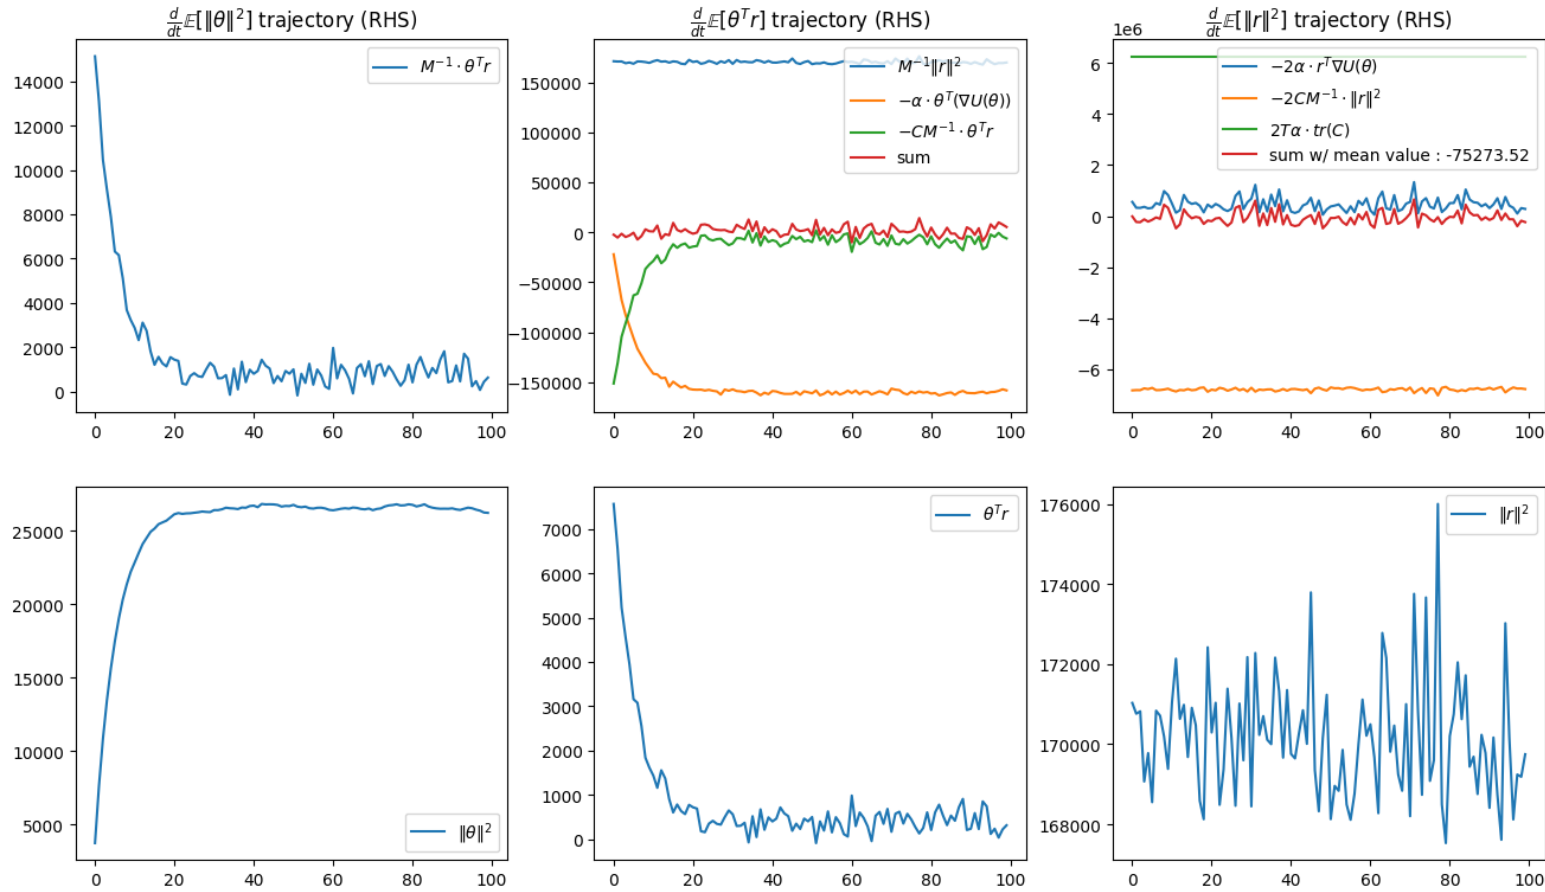 d/dt 𝔼[‖θ‖²] trajectory (RHS)
M⁻¹ · θᵀr
14000
12000
10000
8000
6000
4000
2000
0
0 20 40 60 80 100
d/dt 𝔼[θᵀr] trajectory (RHS)
M⁻¹‖r‖²
−α · θᵀ(∇U(θ))
−CM⁻¹ · θᵀr
sum
150000
100000
50000
0
−50000
−100000
−150000
0 20 40 60 80 100
d/dt 𝔼[‖r‖²] trajectory (RHS)
1e6
−2α · rᵀ∇U(θ)
−2CM⁻¹ · ‖r‖²
2Tα · tr(C)
sum w/ mean value : -75273.52
6
4
2
0
−2
−4
−6
0 20 40 60 80 100
25000
20000
15000
10000
5000
‖θ‖²
0 20 40 60 80 100
θᵀr
7000
6000
5000
4000
3000
2000
1000
0
0 20 40 60 80 100
‖r‖²
176000
174000
172000
170000
168000
0 20 40 60 80 100